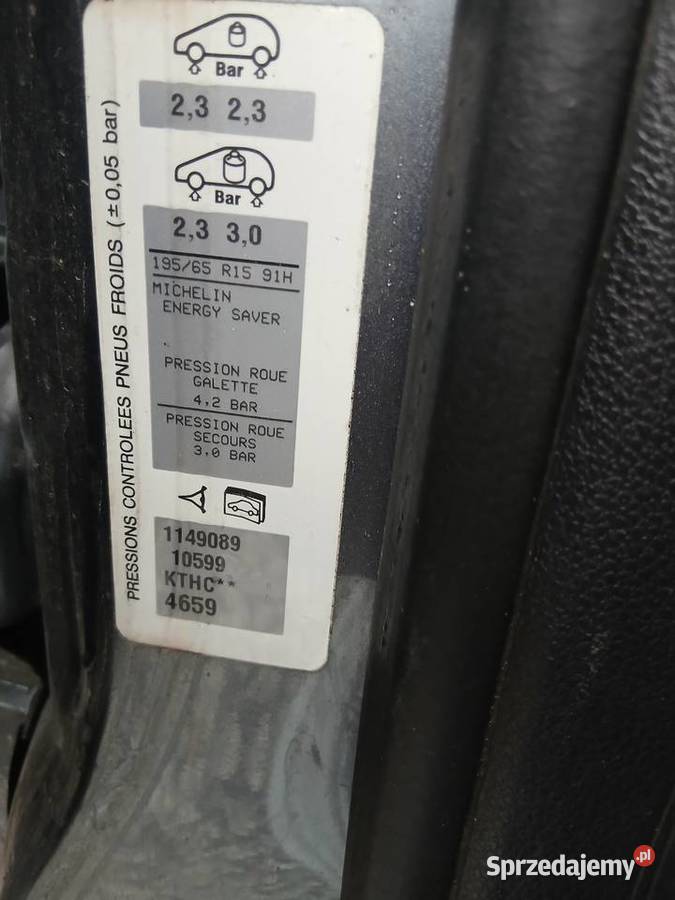 Bar
2,3 2,3
Bar
2,3 3,0
195/65 R15 91H
MICHELIN
ENERGY SAVER
PRESSION ROUE
GALETTE
4,2 BAR
PRESSION ROUE
SECOURS
3,0 BAR
1149089
10599
KTHC**
4659
PRESSIONS CONTROLEES PNEUS FROIDS (±0,05 bar)
Sprzedajemy.pl